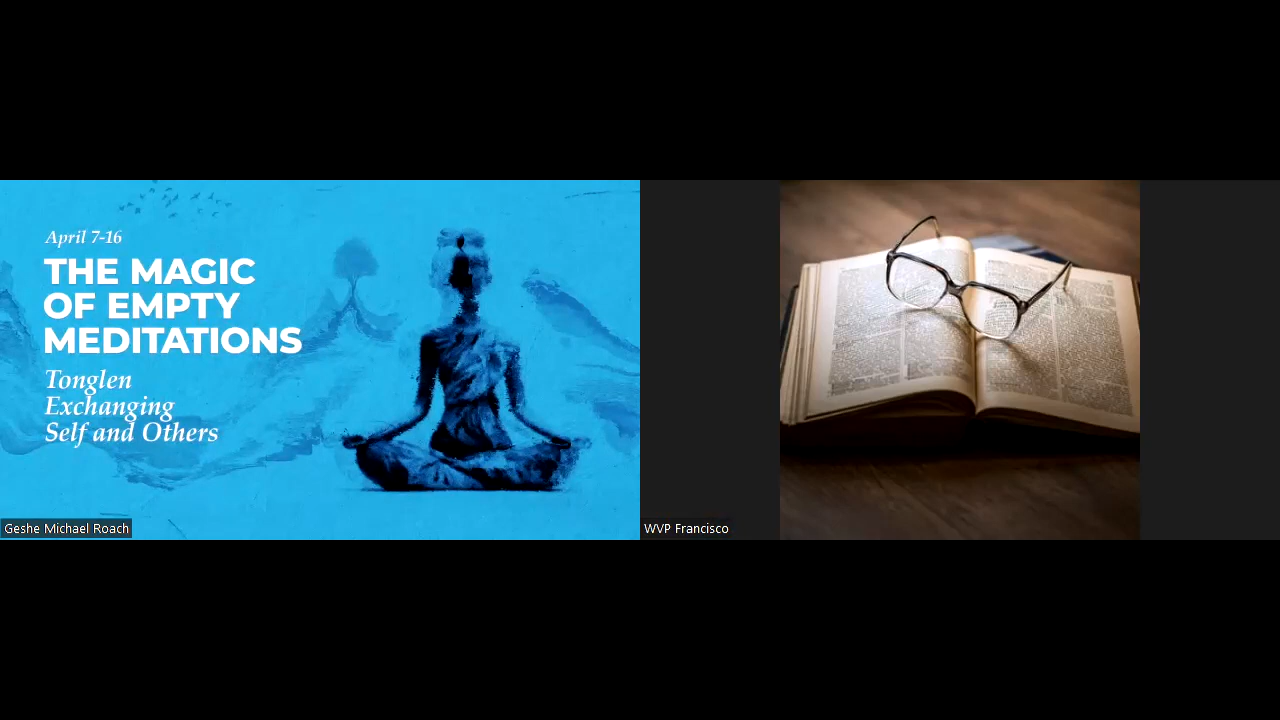 April 7-16
THE MAGIC
OF EMPTY
MEDITATIONS
Tonglen
Exchanging
Self and Others
Geshe Michael Roach
WVP Francisco